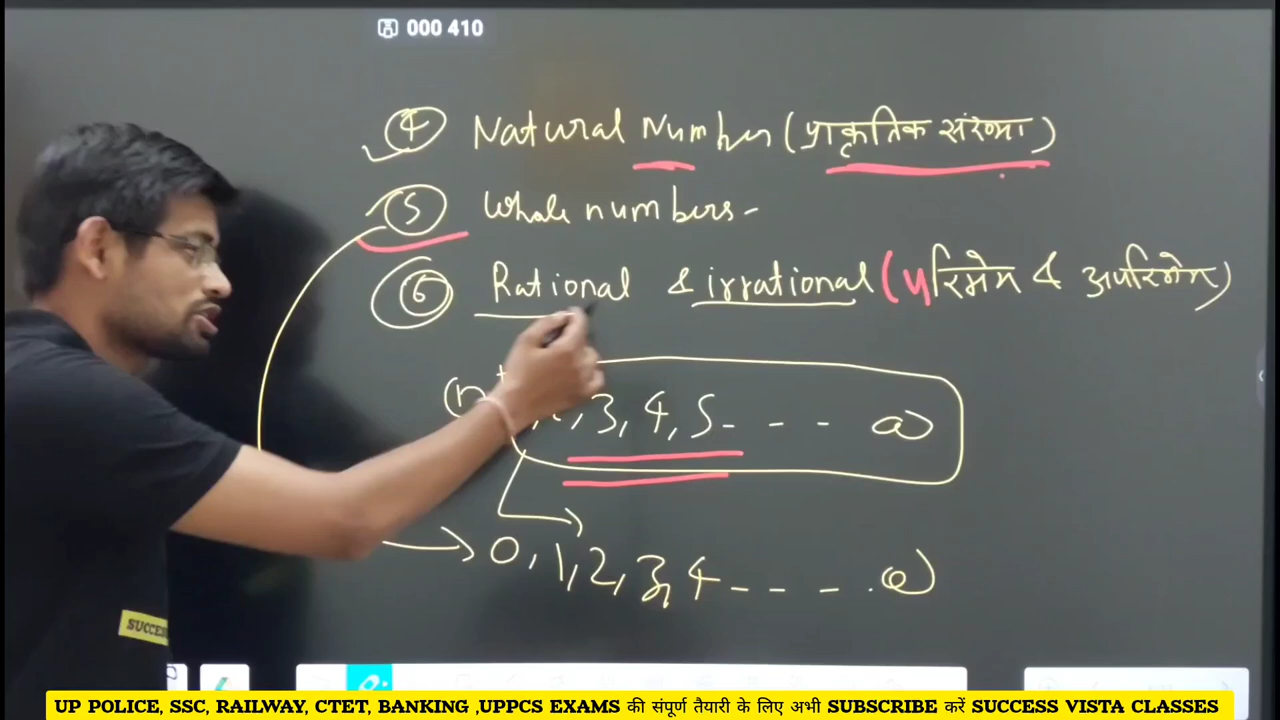 000 410
④ Natural Number (प्राकृतिक संख्या)
⑤ Whole numbers -
⑥ Rational & irrational (परिमेय & अपरिमेय)
3, 4, 5 - - -
0, 1, 2, 3, 4 - - - .
SUCCESS
UP POLICE, SSC, RAILWAY, CTET, BANKING ,UPPCS EXAMS की संपूर्ण तैयारी के लिए अभी SUBSCRIBE करें SUCCESS VISTA CLASSES